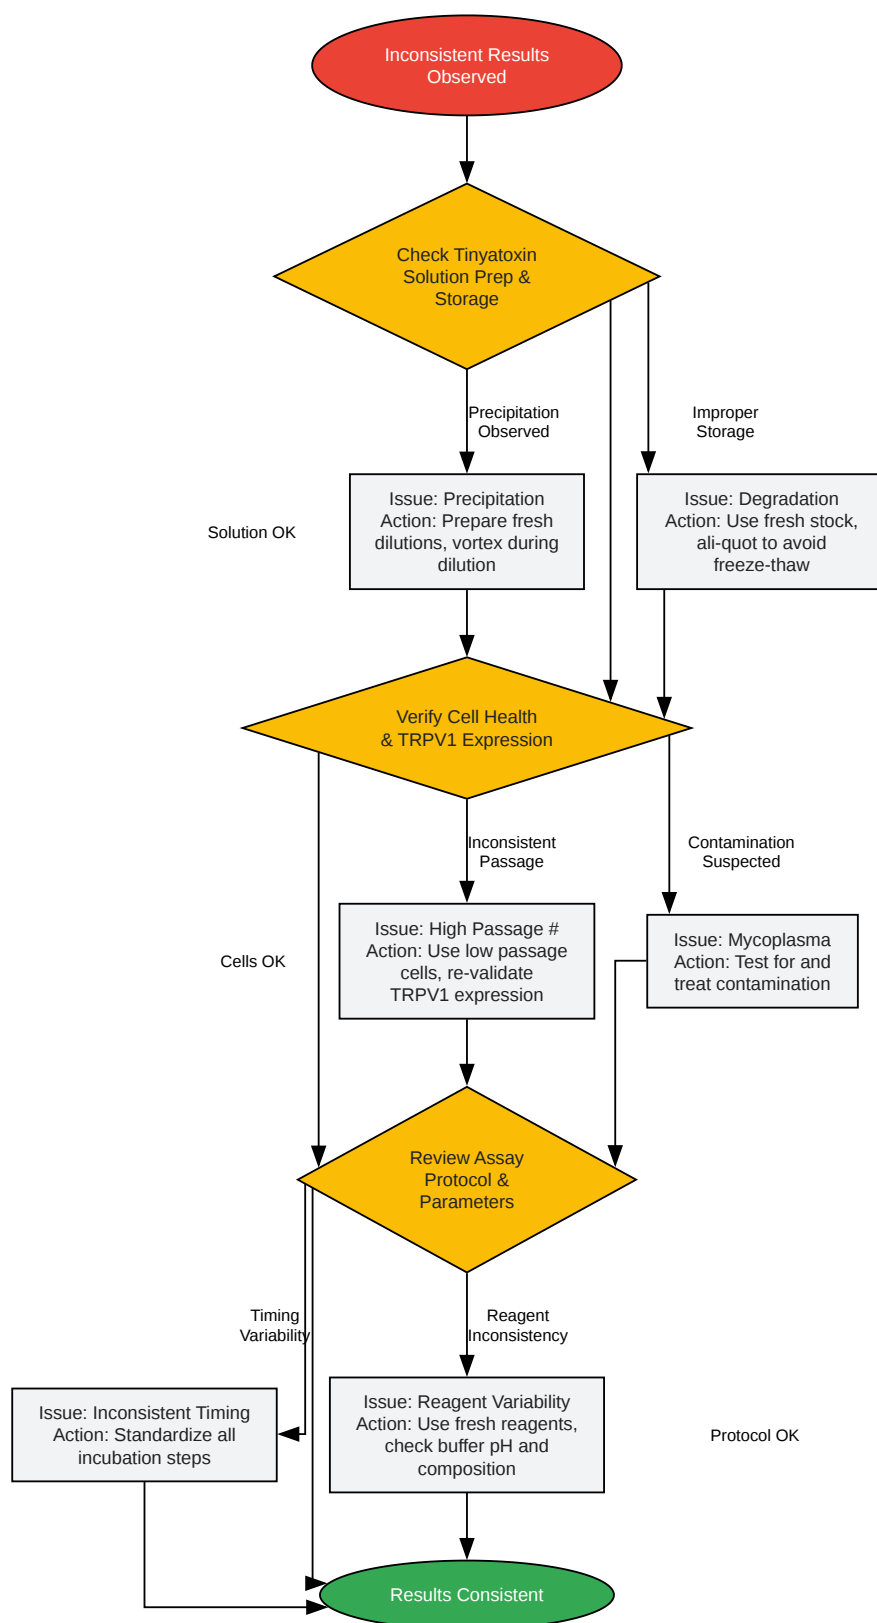 Inconsistent Results
Observed
Check Tinyatoxin
Solution Prep &
Storage
Precipitation
Observed
Improper
Storage
Solution OK
Issue: Precipitation
Action: Prepare fresh
dilutions, vortex during
dilution
Issue: Degradation
Action: Use fresh stock,
ali-quot to avoid
freeze-thaw
Verify Cell Health
& TRPV1 Expression
Inconsistent
Passage
Contamination
Suspected
Cells OK
Issue: High Passage #
Action: Use low passage
cells, re-validate
TRPV1 expression
Issue: Mycoplasma
Action: Test for and
treat contamination
Review Assay
Protocol &
Parameters
Timing
Variability
Reagent
Inconsistency
Issue: Inconsistent Timing
Action: Standardize all
incubation steps
Issue: Reagent Variability
Action: Use fresh reagents,
check buffer pH and
composition
Protocol OK
Results Consistent